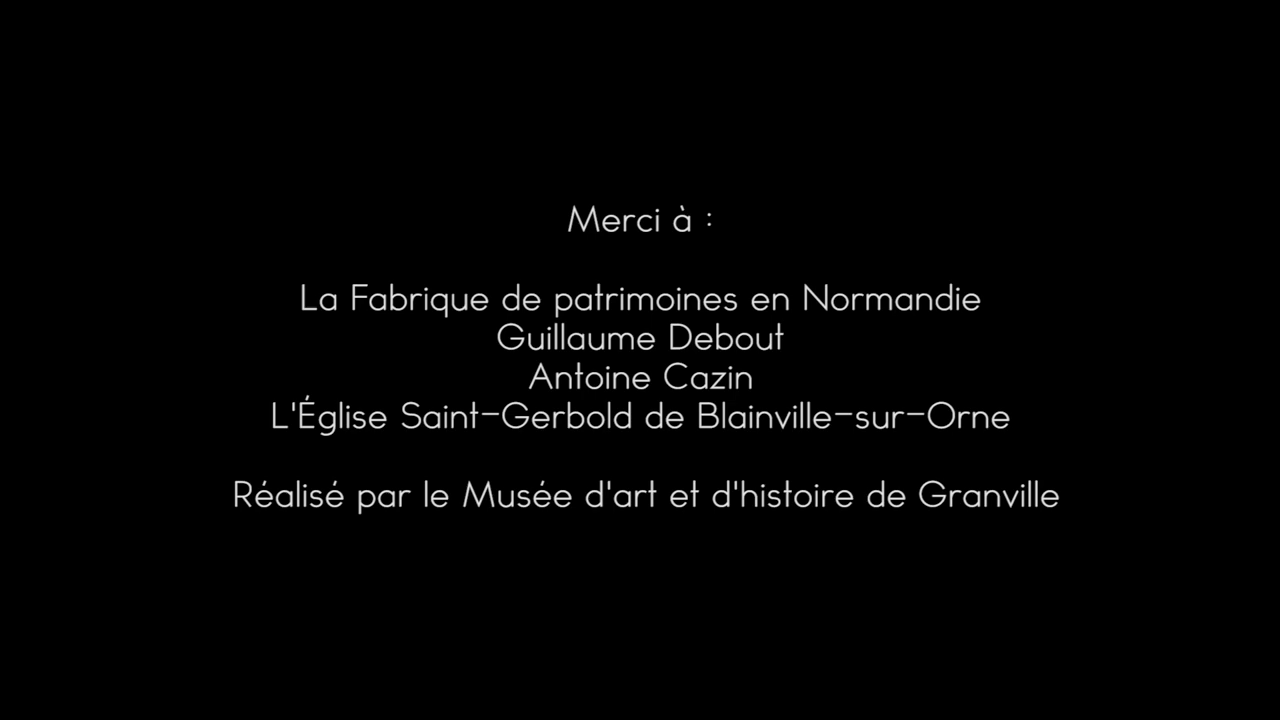 Merci à :
La Fabrique de patrimoines en Normandie
Guillaume Debout
Antoine Cazin
L'Église Saint-Gerbold de Blainville-sur-Orne
Réalisé par le Musée d'art et d'histoire de Granville